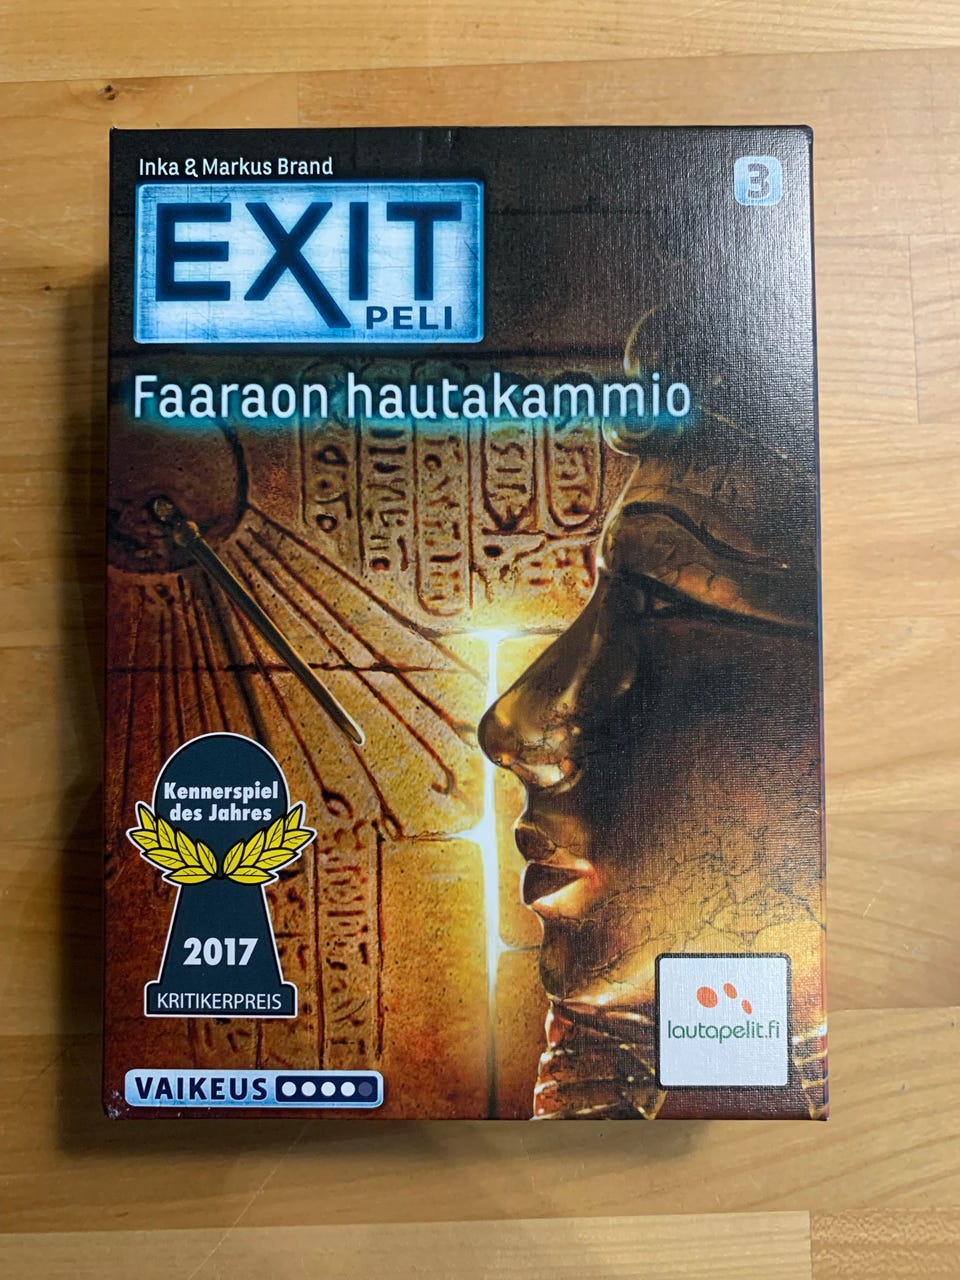 Inka & Markus Brand
3
EXIT
PELI
Faaraon hautakammio
Kennerspiel
des Jahres
2017
KRITIKERPREIS
lautapelit.fi
VAIKEUS